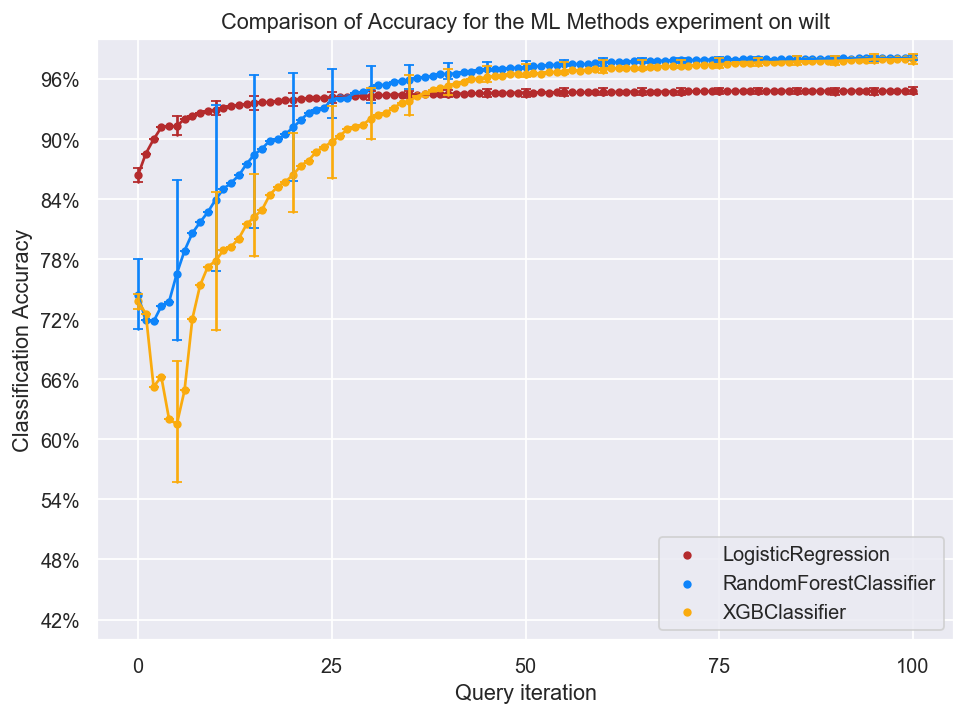 Comparison of Accuracy for the ML Methods experiment on wilt
Classification Accuracy
96%
90%
84%
78%
72%
66%
60%
54%
48%
42%
LogisticRegression
RandomForestClassifier
XGBClassifier
0 25 50 75 100
Query iteration